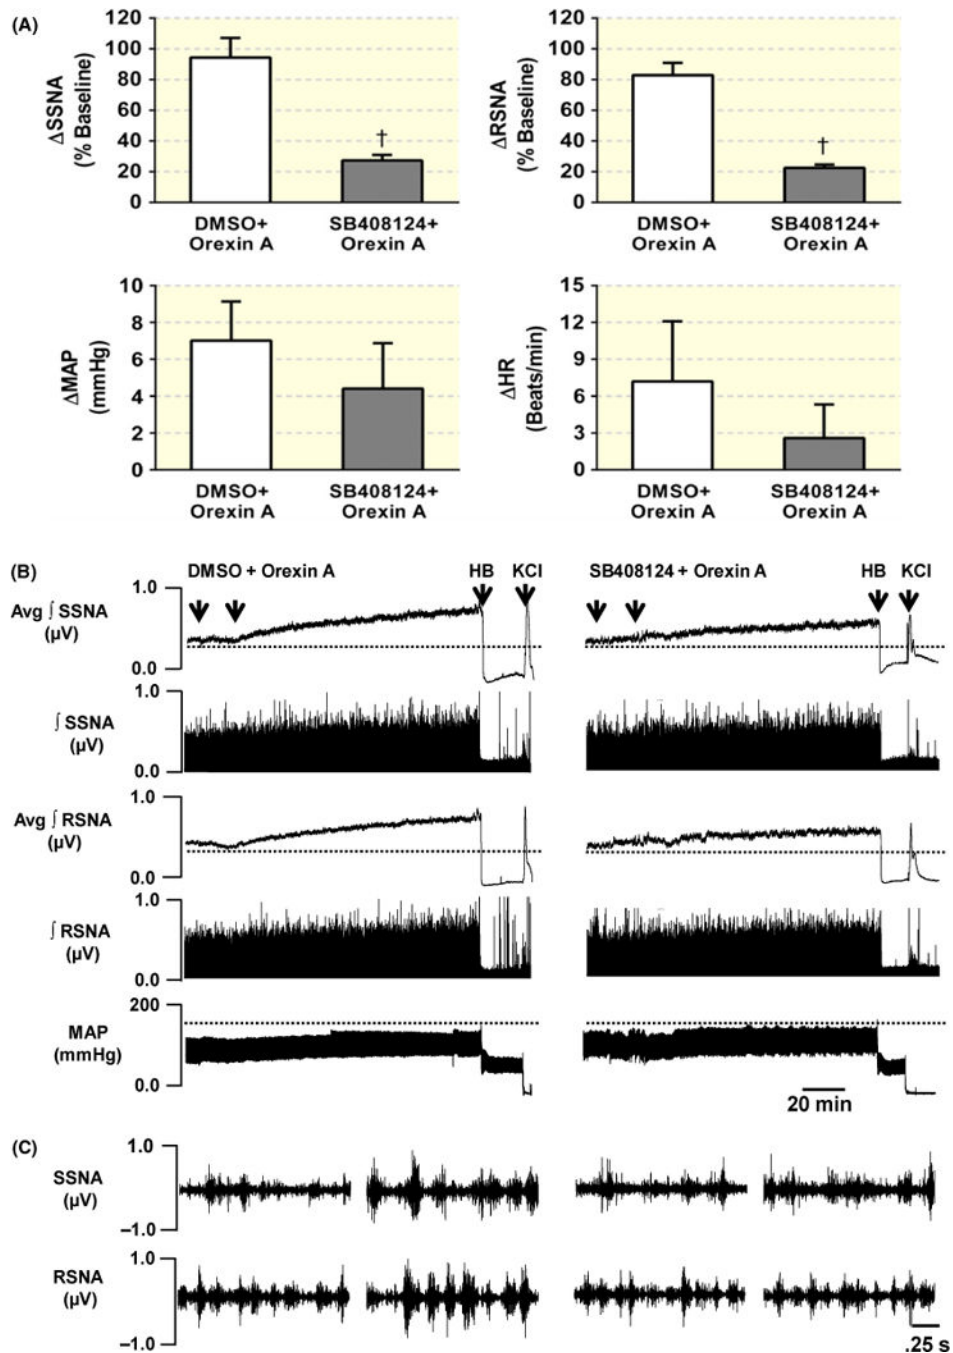 (A)
120
100
80
60
40
20
0
ΔSSNA
(% Baseline)
†
DMSO+
Orexin A
SB408124+
Orexin A
120
100
80
60
40
20
0
ΔRSNA
(% Baseline)
†
DMSO+
Orexin A
SB408124+
Orexin A
10
8
6
4
2
0
ΔMAP
(mmHg)
DMSO+
Orexin A
SB408124+
Orexin A
15
12
9
6
3
0
ΔHR
(Beats/min)
DMSO+
Orexin A
SB408124+
Orexin A
(B)
DMSO + Orexin A HB KCl
SB408124 + Orexin A HB KCl
1.0
Avg ∫ SSNA
(µV)
0.0
1.0
∫ SSNA
(µV)
0.0
1.0
Avg ∫ RSNA
(µV)
0.0
1.0
∫ RSNA
(µV)
0.0
200
MAP
(mmHg)
0.0
20 min
(C)
1.0
SSNA
(µV)
–1.0
1.0
RSNA
(µV)
–1.0
.25 s